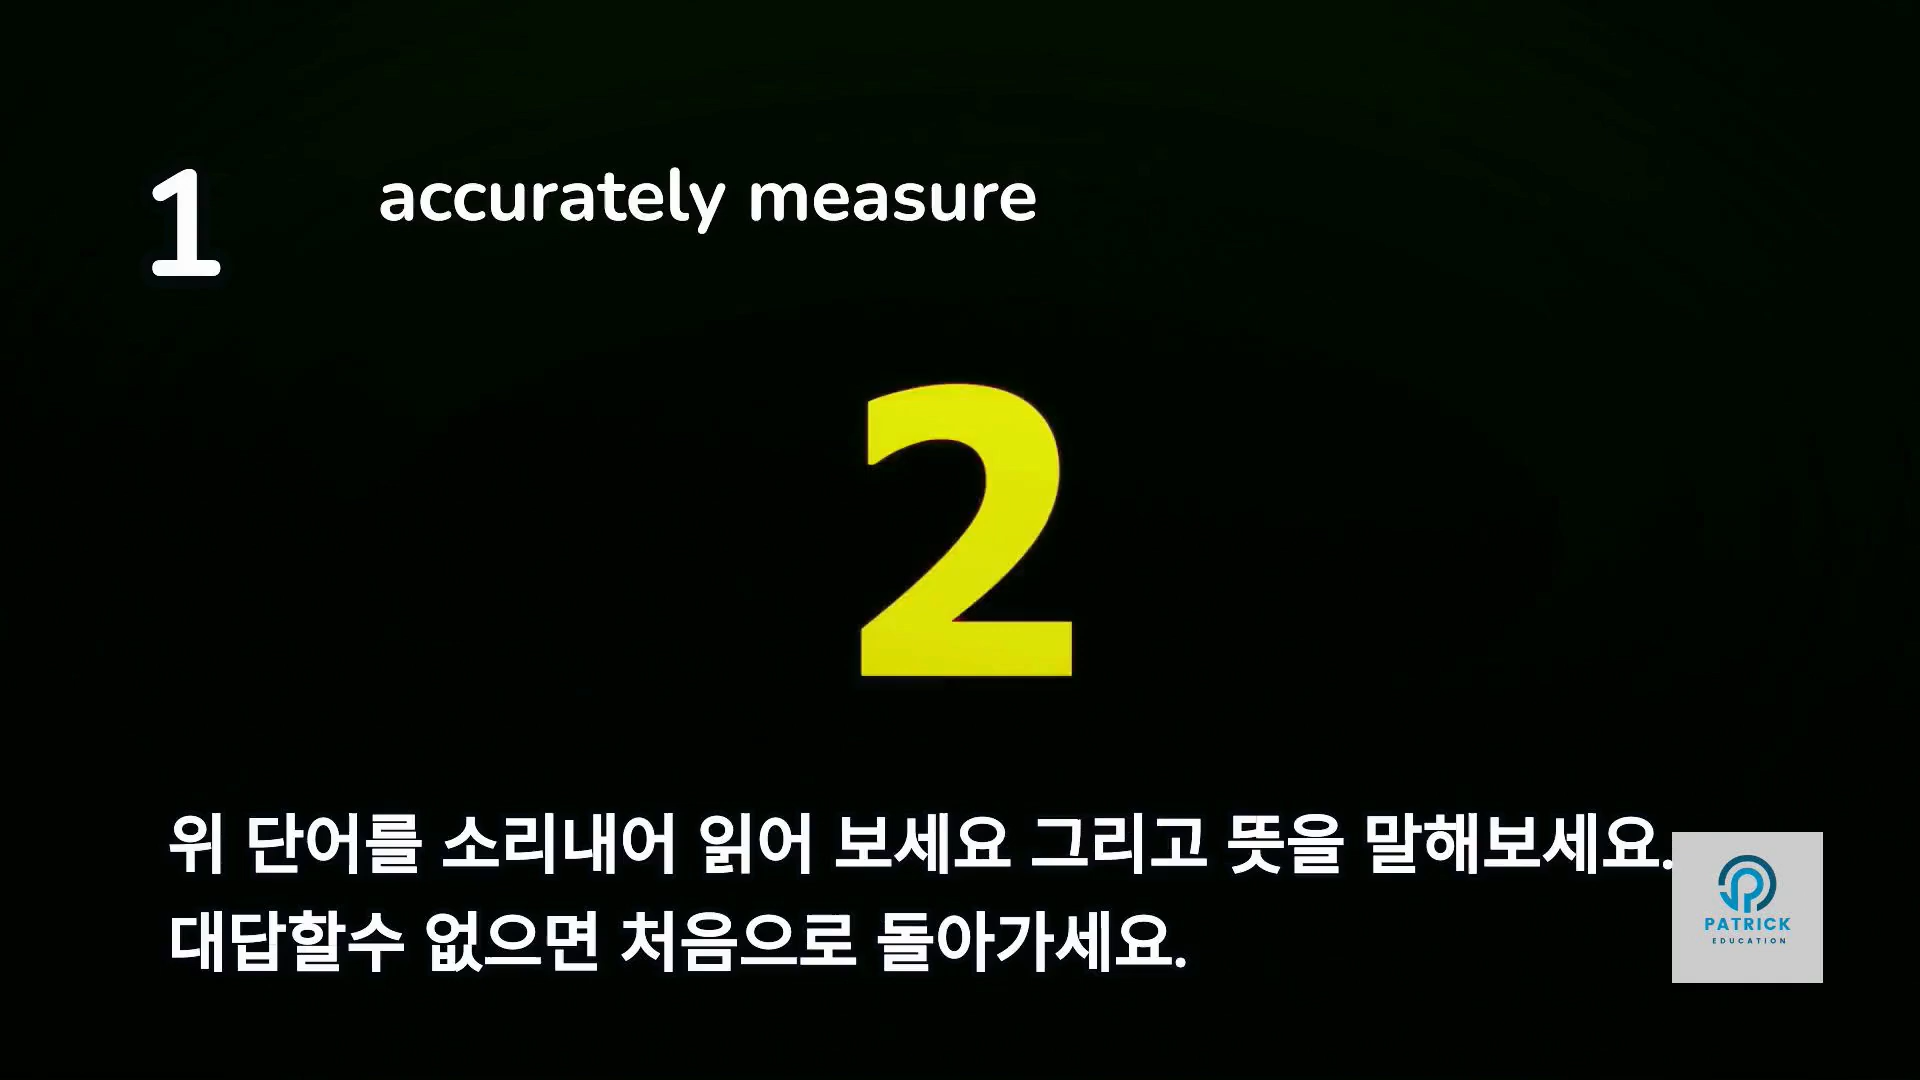 1
accurately measure
2
위 단어를 소리내어 읽어 보세요 그리고 뜻을 말해보세요.
대답할수 없으면 처음으로 돌아가세요.
PATRICK
EDUCATION